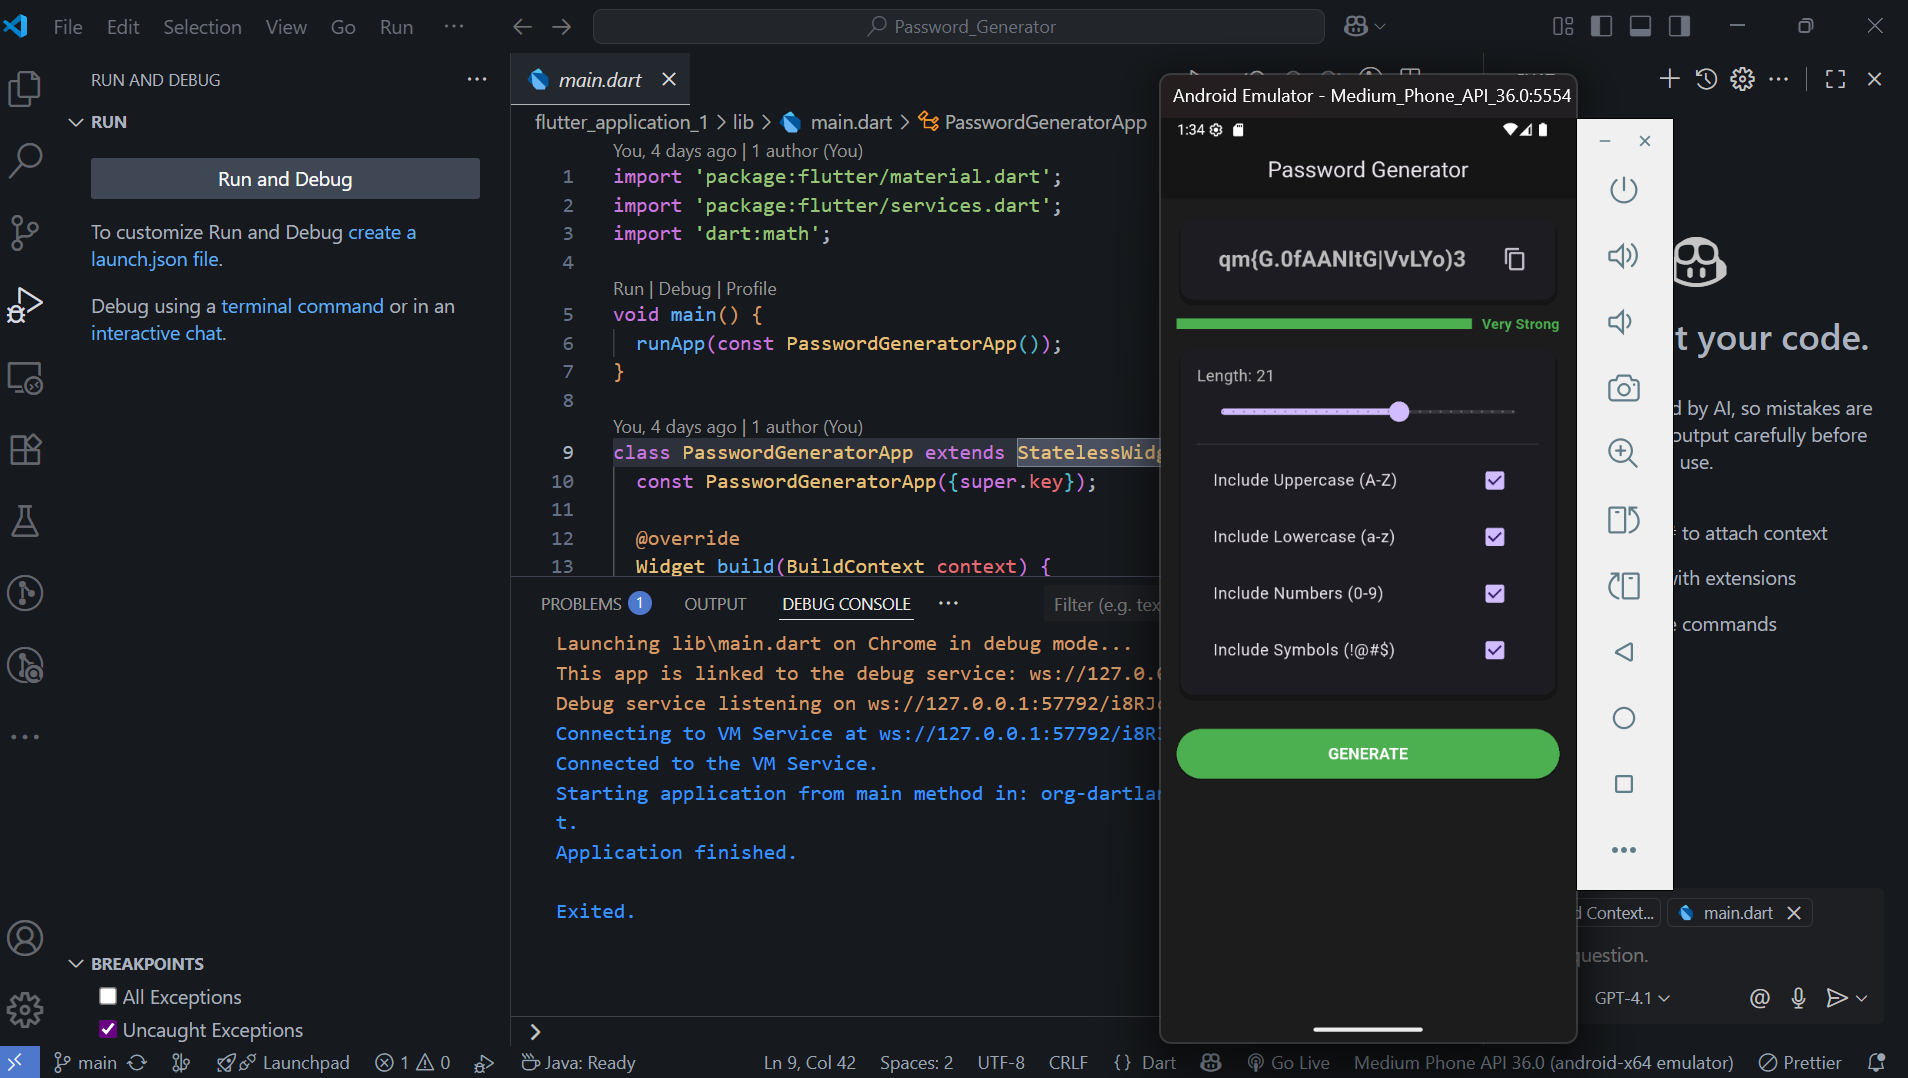 File Edit Selection View Go Run ···
Password_Generator
RUN AND DEBUG
RUN
Run and Debug
To customize Run and Debug create a
launch.json file.
Debug using a terminal command or in an
interactive chat.
BREAKPOINTS
All Exceptions
Uncaught Exceptions
main.dart
flutter_application_1 > lib > main.dart > PasswordGeneratorApp
You, 4 days ago | 1 author (You)
1 import 'package:flutter/material.dart';
2 import 'package:flutter/services.dart';
3 import 'dart:math';
4
Run | Debug | Profile
5 void main() {
6 runApp(const PasswordGeneratorApp());
7 }
8
You, 4 days ago | 1 author (You)
9 class PasswordGeneratorApp extends StatelessWidg
10 const PasswordGeneratorApp({super.key});
11
12 @override
13 Widget build(BuildContext context) {
PROBLEMS 1 OUTPUT DEBUG CONSOLE ···
Filter (e.g. tex
Launching lib\main.dart on Chrome in debug mode...
This app is linked to the debug service: ws://127.0.
Debug service listening on ws://127.0.0.1:57792/i8RJ
Connecting to VM Service at ws://127.0.0.1:57792/i8R
Connected to the VM Service.
Starting application from main method in: org-dartla
t.
Application finished.
Exited.
Android Emulator - Medium_Phone_API_36.0:5554
1:34
Password Generator
qm{G.0fAANItG|VvLYo)3
Very Strong
Length: 21
Include Uppercase (A-Z)
Include Lowercase (a-z)
Include Numbers (0-9)
Include Symbols (!@#$)
GENERATE
t your code.
d by AI, so mistakes are
output carefully before
use.
to attach context
with extensions
commands
d Context...
main.dart
question.
GPT-4.1
main Launchpad 1 0 Java: Ready Ln 9, Col 42 Spaces: 2 UTF-8 CRLF {} Dart Go Live Medium Phone API 36.0 (android-x64 emulator) Prettier